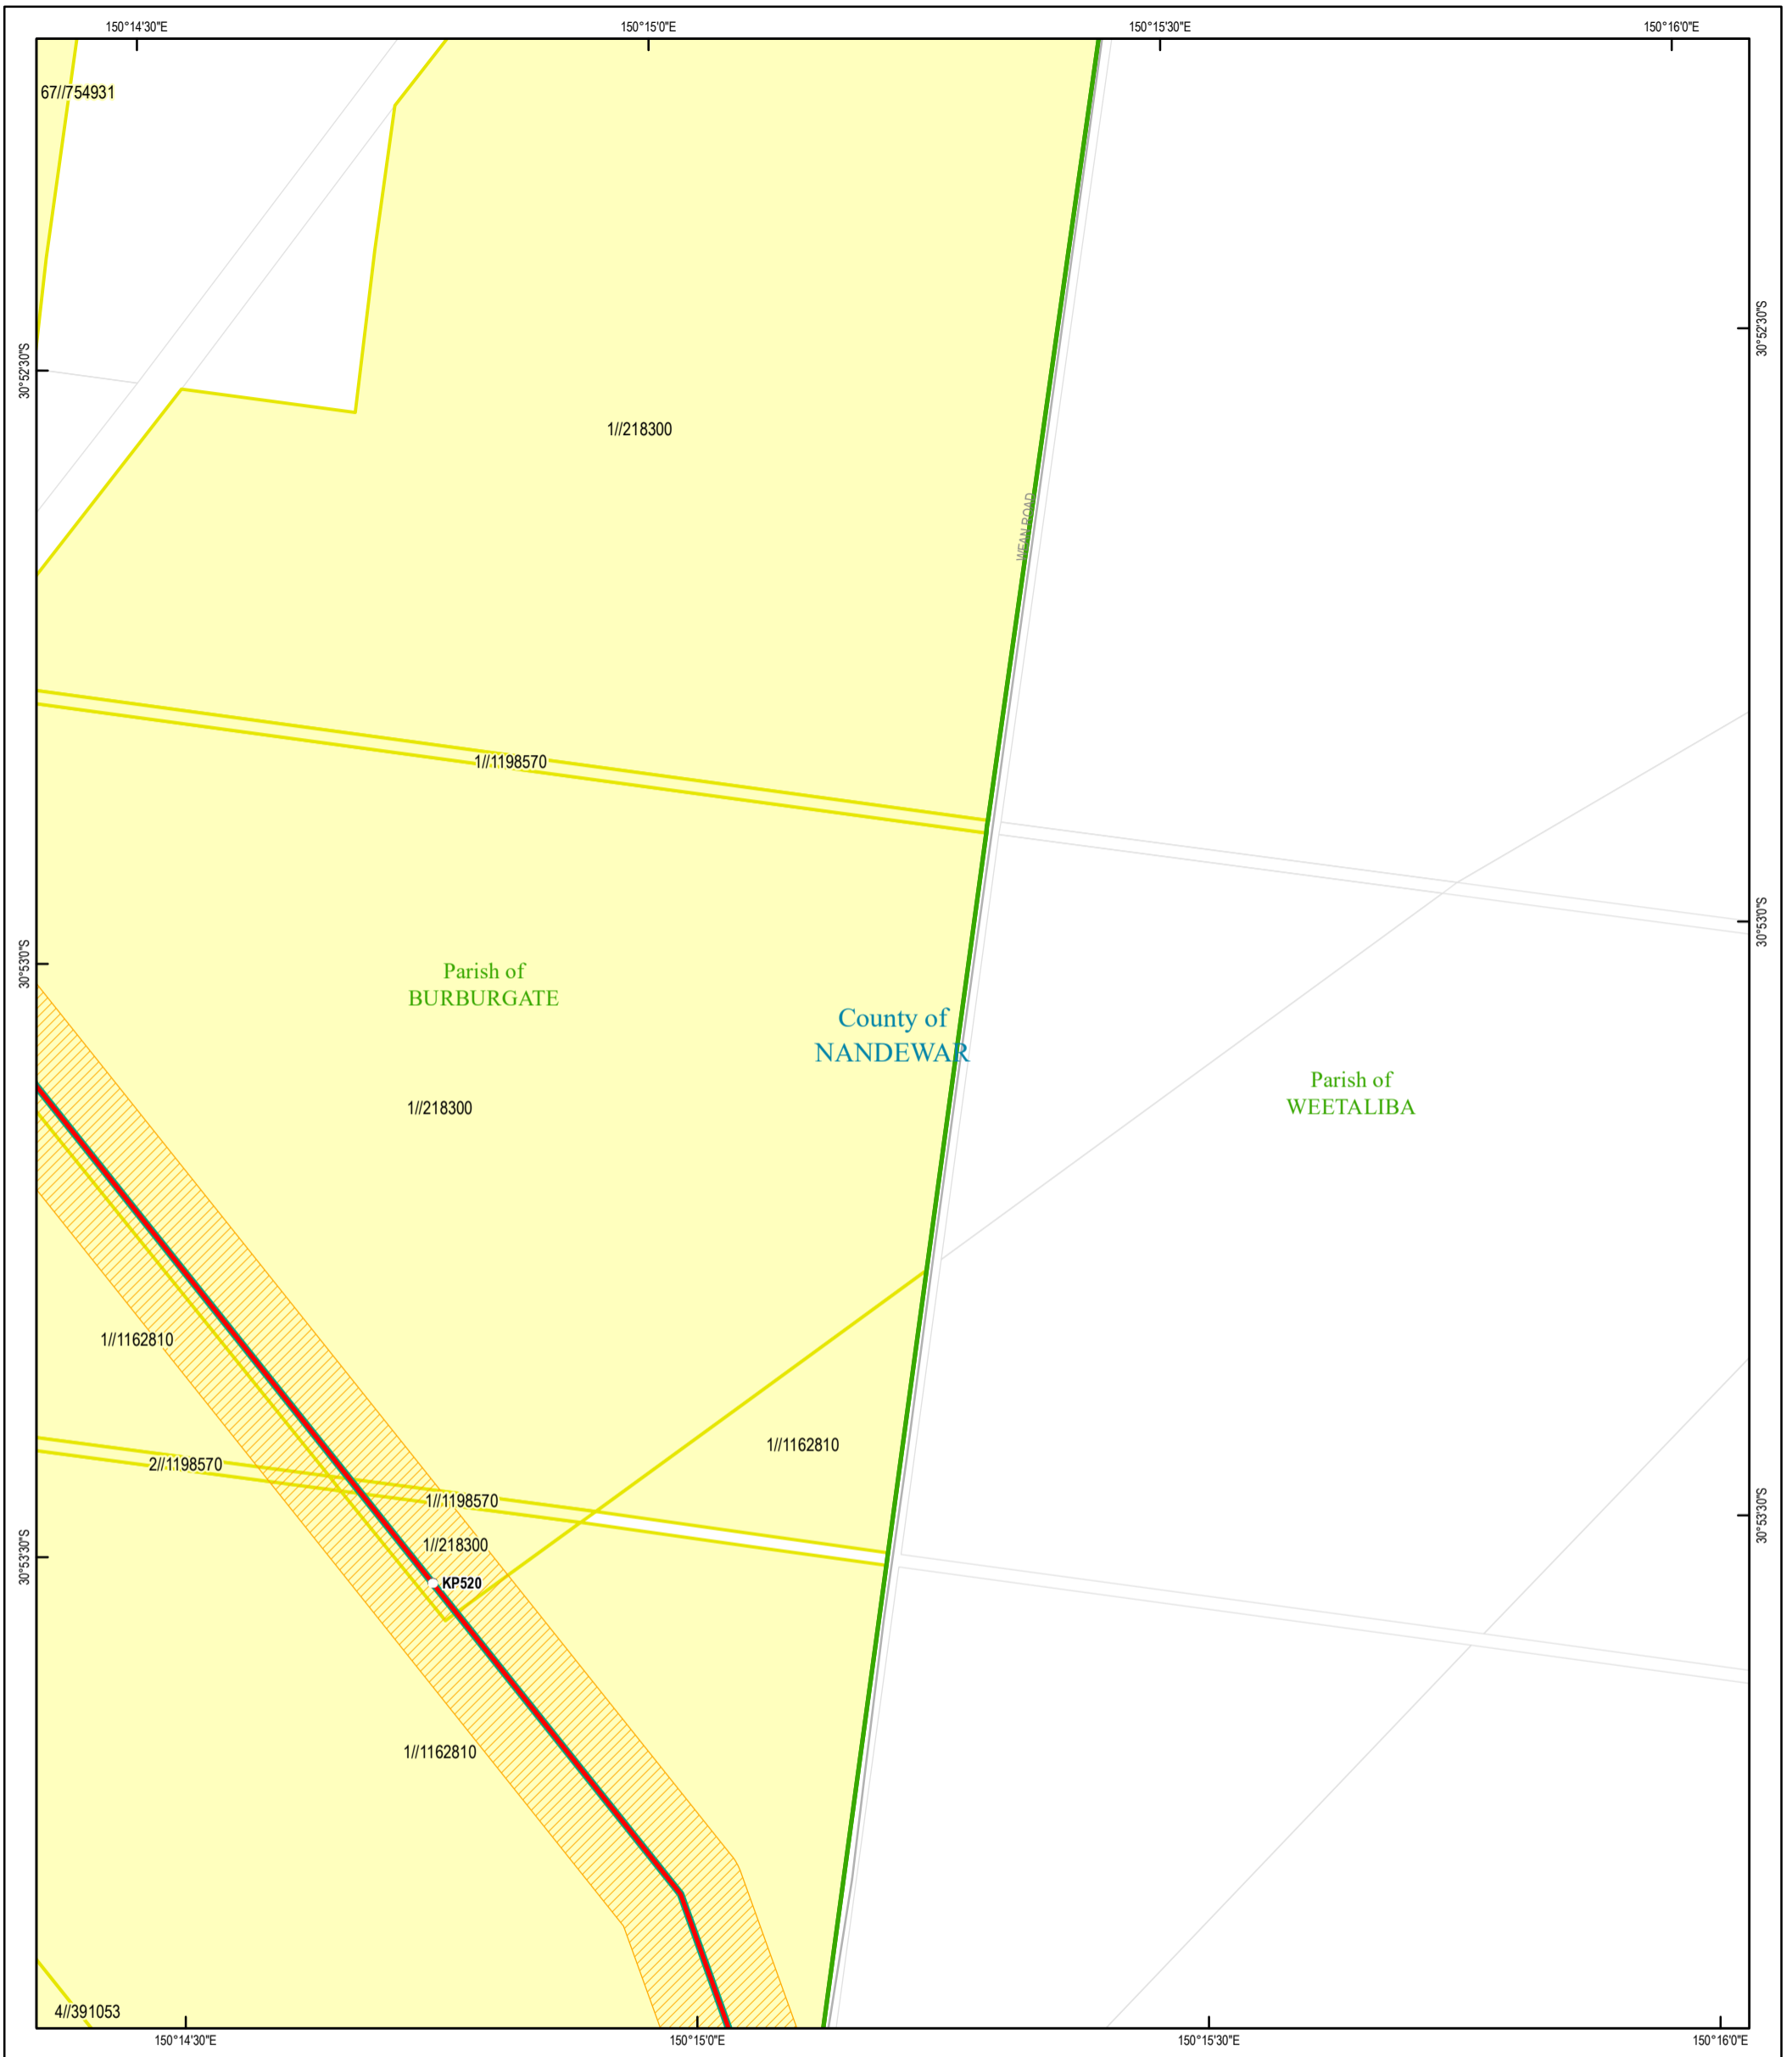 150°14'30"E
150°15'0"E
150°15'30"E
150°16'0"E
67//754931
30°52'30"S
30°52'30"S
1//218300
WEAN ROAD
1//1198570
30°53'0"S
30°53'0"S
Parish of
BURBURGATE
County of
NANDEWAR
Parish of
WEETALIBA
1//218300
1//1162810
1//1162810
2//1198570
1//1198570
30°53'30"S
30°53'30"S
1//218300
KP520
1//1162810
4//391053
150°14'30"E
150°15'0"E
150°15'30"E
150°16'0"E